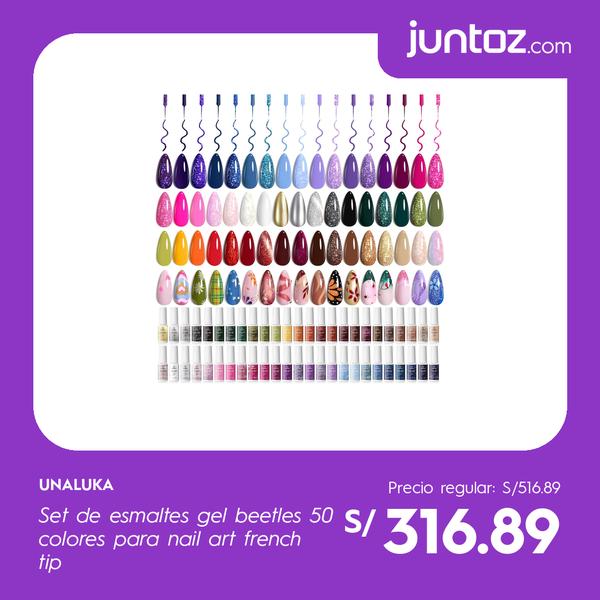 juntoz.com
UNALUKA
Set de esmaltes gel beetles 50
colores para nail art french
tip
Precio regular: S/516.89
S/316.89